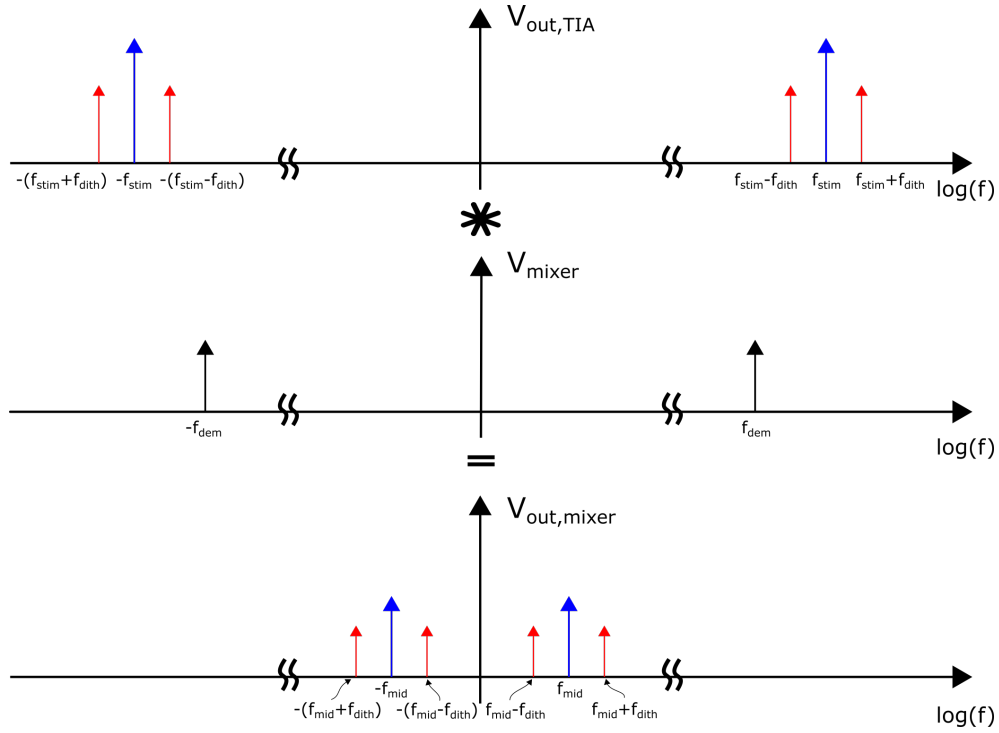 V_out,TIA
-(f_stim+f_dith) -f_stim -(f_stim-f_dith) f_stim-f_dith f_stim f_stim+f_dith
log(f)
*
V_mixer
-f_dem f_dem
log(f)
=
V_out,mixer
-f_mid f_mid
-(f_mid+f_dith) -(f_mid-f_dith) f_mid-f_dith f_mid+f_dith
log(f)